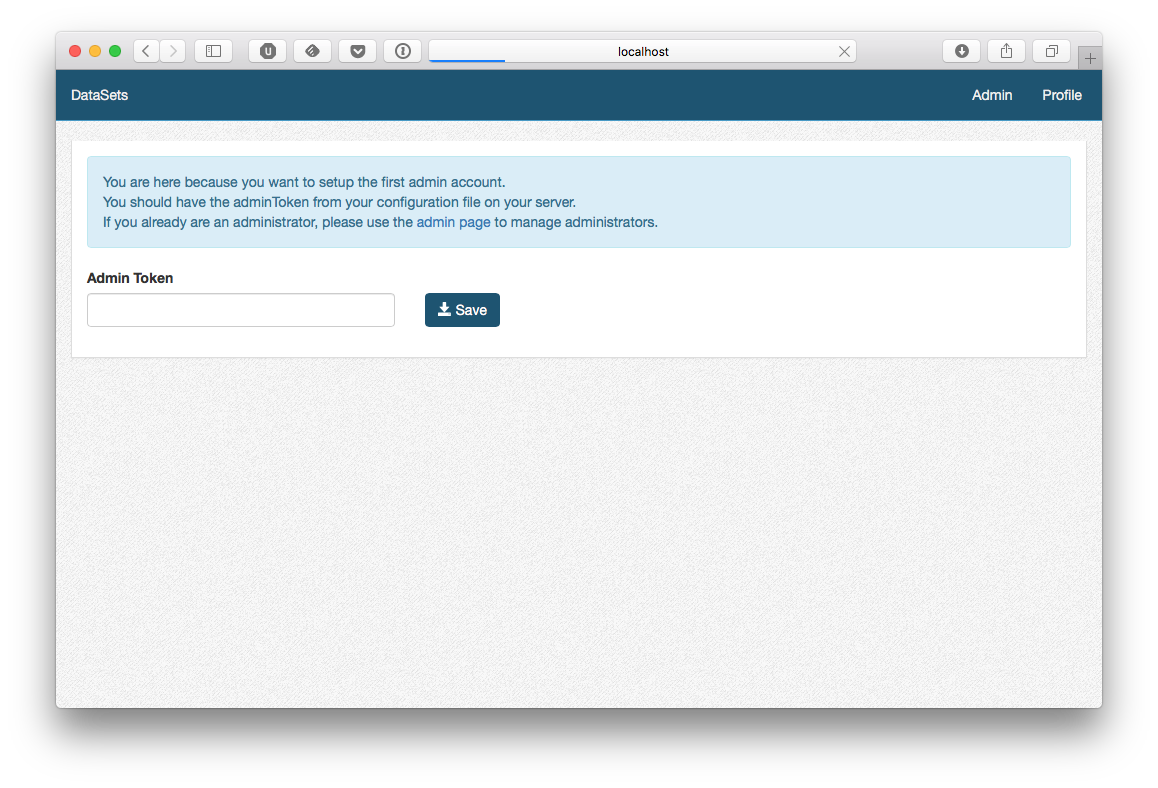 localhost
DataSets
Admin
Profile
You are here because you want to setup the first admin account.
You should have the adminToken from your configuration file on your server.
If you already are an administrator, please use the admin page to manage administrators.
Admin Token
Save